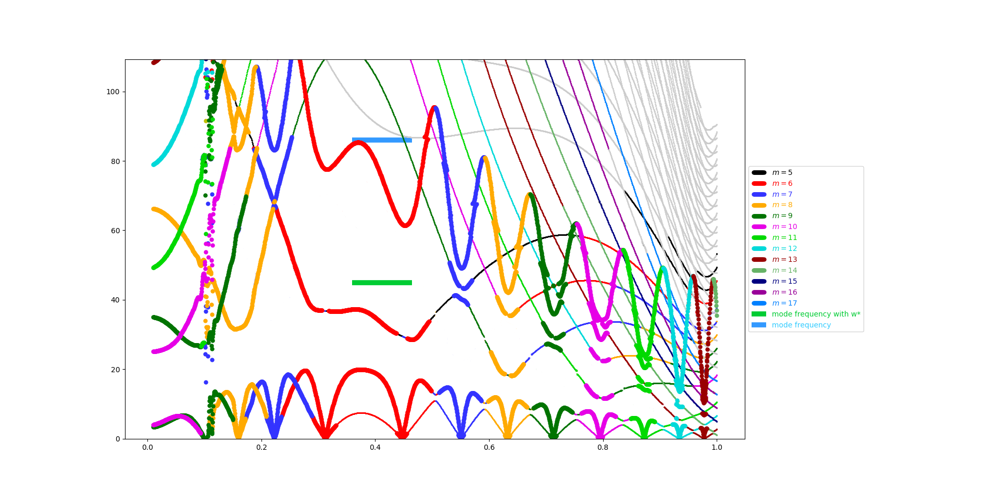 100
80
60
40
20
0
0.0
0.2
0.4
0.6
0.8
1.0
m = 5
m = 6
m = 7
m = 8
m = 9
m = 10
m = 11
m = 12
m = 13
m = 14
m = 15
m = 16
m = 17
mode frequency with w*
mode frequency